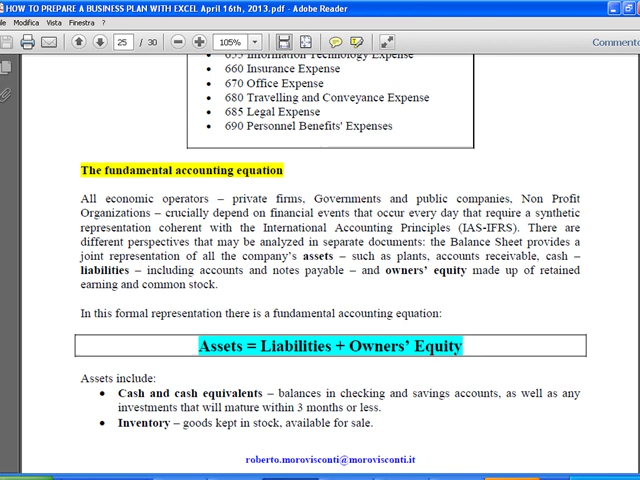 HOW TO PREPARE A BUSINESS PLAN WITH EXCEL April 16th, 2013.pdf - Adobe Reader
File Modifica Vista Finestra ?
25 / 30 105% Commento
655 Information Technology Expense
• 660 Insurance Expense
• 670 Office Expense
• 680 Travelling and Conveyance Expense
• 685 Legal Expense
• 690 Personnel Benefits' Expenses
The fundamental accounting equation
All economic operators – private firms, Governments and public companies, Non Profit
Organizations – crucially depend on financial events that occur every day that require a synthetic
representation coherent with the International Accounting Principles (IAS-IFRS). There are
different perspectives that may be analyzed in separate documents: the Balance Sheet provides a
joint representation of all the company's assets – such as plants, accounts receivable, cash –
liabilities – including accounts and notes payable – and owners' equity made up of retained
earning and common stock.
In this formal representation there is a fundamental accounting equation:
Assets = Liabilities + Owners' Equity
Assets include:
• Cash and cash equivalents – balances in checking and savings accounts, as well as any
investments that will mature within 3 months or less.
• Inventory – goods kept in stock, available for sale.
roberto.morovisconti@morovisconti.it